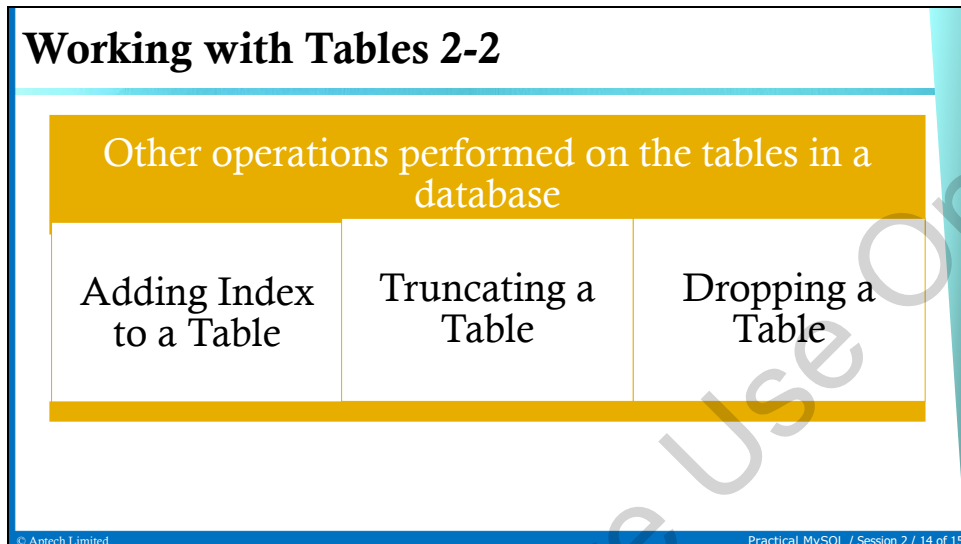 Working with Tables 2-2
Other operations performed on the tables in a
database
Adding Index
to a Table
Truncating a
Table
Dropping a
Table
Use
© Aptech Limited
Practical MySQL / Session 2 / 14 of 15